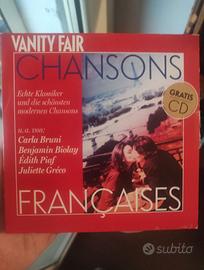 VANITY FAIR
CHANSONS
Echte Klassiker
und die schönsten
modernen Chansons
GRATIS
CD
u.a. von:
Carla Bruni
Benjamin Biolay
Édith Piaf
Juliette Gréco
FRANÇAISES
subito